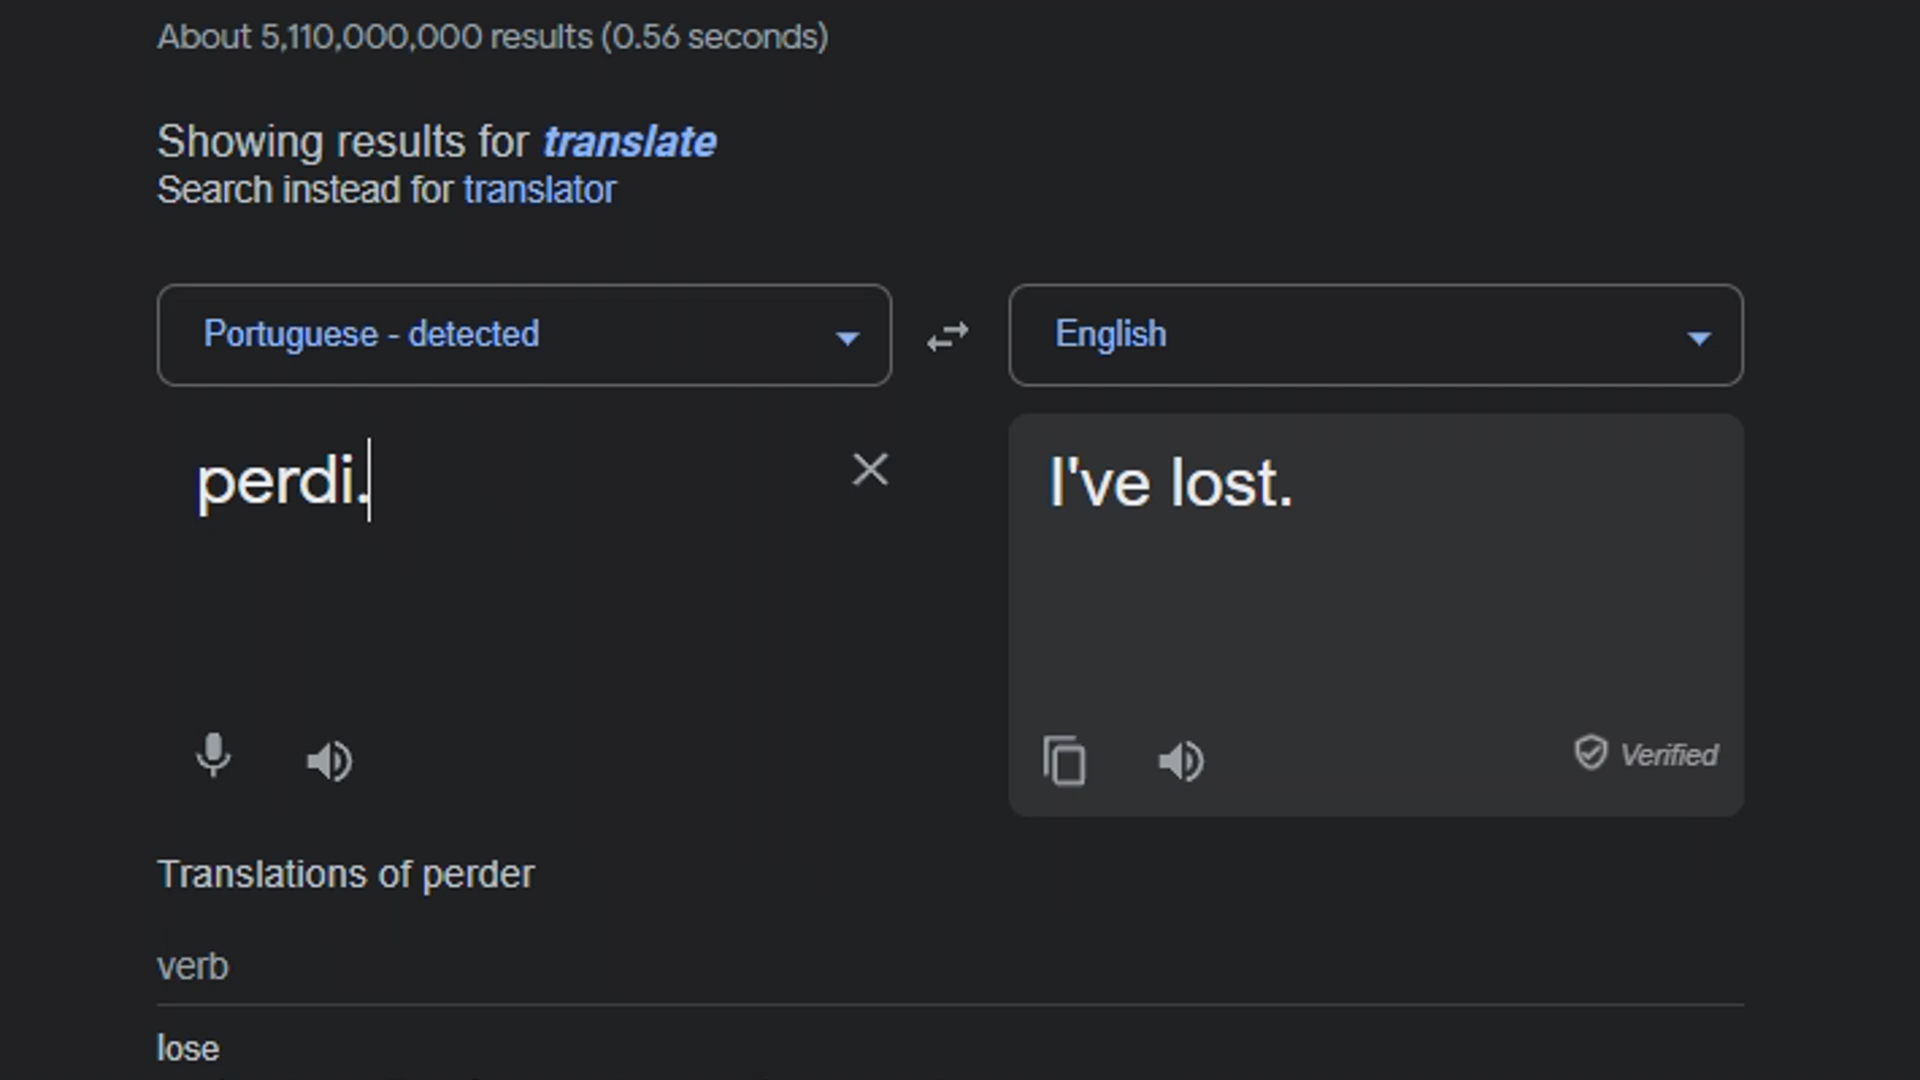 About 5,110,000,000 results (0.56 seconds)
Showing results for translate
Search instead for translator
Portuguese - detected
English
perdi.
I've lost.
Verified
Translations of perder
verb
lose